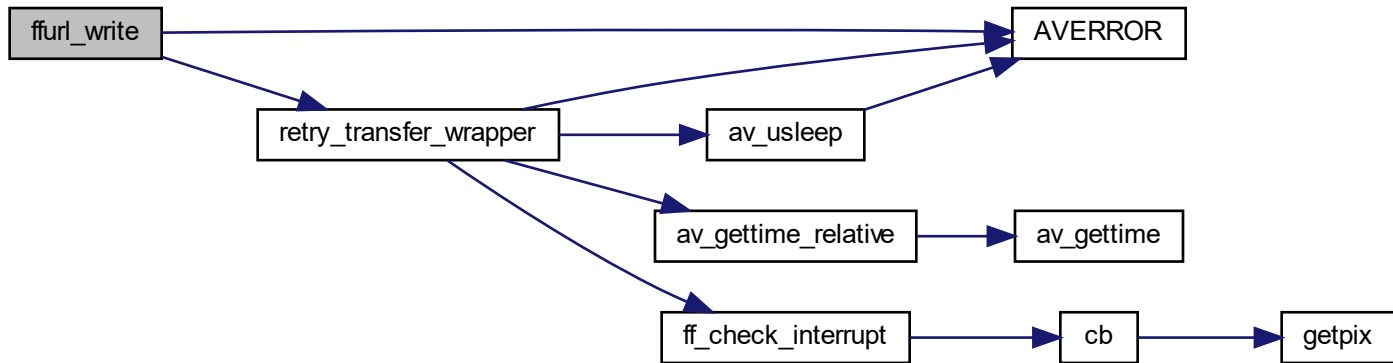 ffurl_write
AVERROR
retry_transfer_wrapper
av_usleep
av_gettime_relative
av_gettime
ff_check_interrupt
cb
getpix